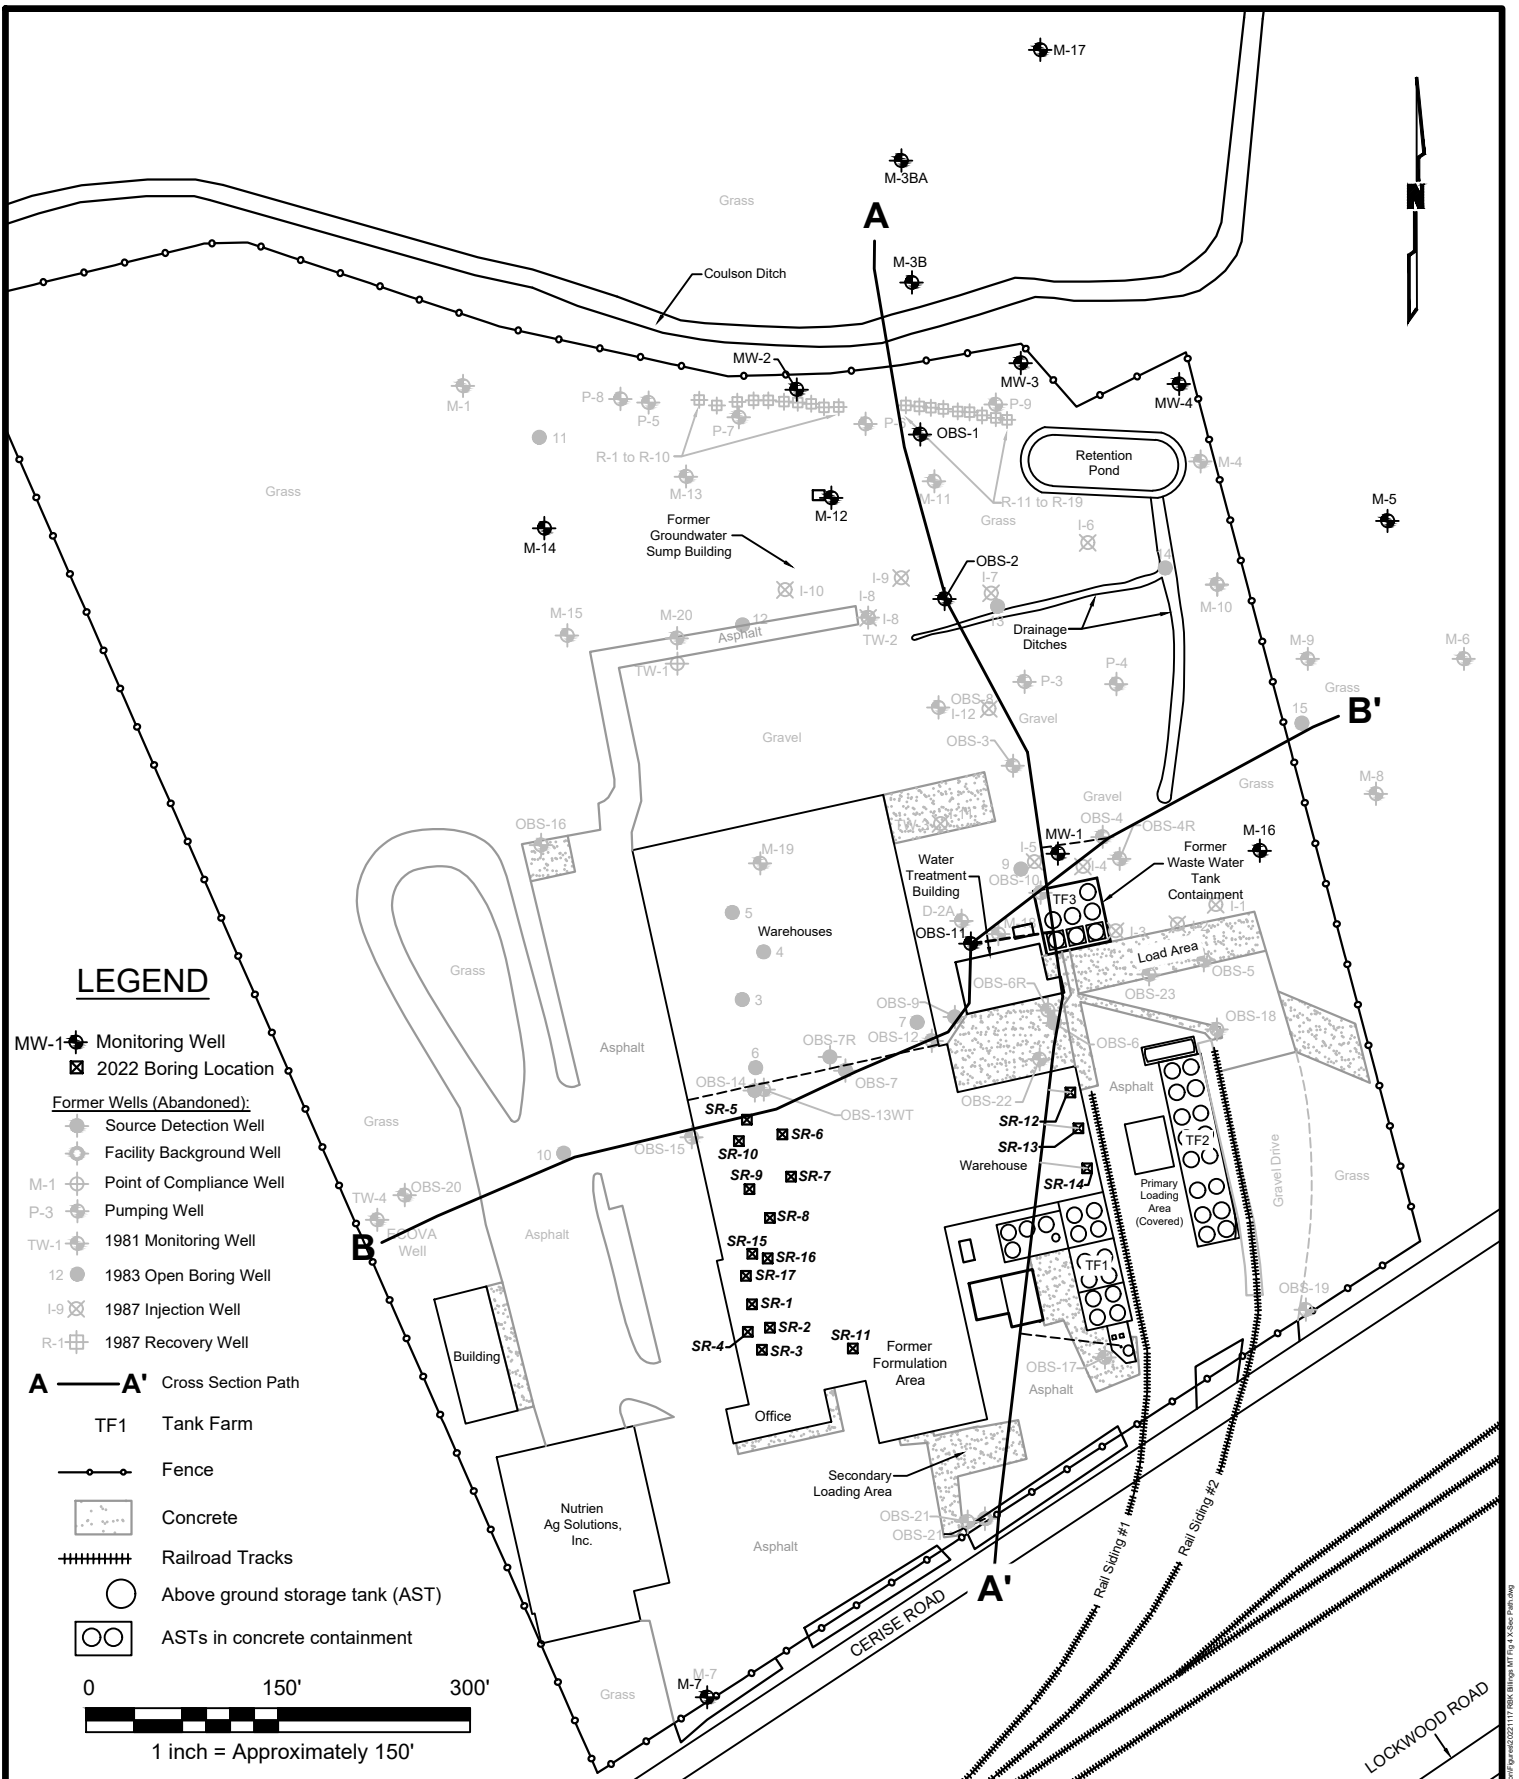 M-17
M-3BA
Grass
A
N
M-3B
Coulson Ditch
MW-2
MW-3
MW-4
M-1
P-8
P-5
P-7
P-9
OBS-1
11
R-1 to R-10
Retention
Pond
M-4
M-13
M-11
Grass
R-11 to R-19
M-5
M-12
Former
Groundwater
Sump Building
Grass
I-6
M-14
OBS-2
14
I-9
I-7
I-10
M-10
I-8
M-15
M-20
12
I-8
13
Asphalt
TW-2
Drainage
Ditches
M-9
M-6
TW-1
P-3
P-4
Grass
OBS-8
I-12
15
B'
Gravel
Gravel
OBS-3
M-8
Grass
Gravel
OBS-16
OBS-4
OBS-4R
MW-1
M-16
M-19
Water
Treatment
Building
I-5
9
I-4
Former
Waste Water
Tank
Containment
OBS-10
TF3
5
D-2A
M-18
I-1
Warehouses
OBS-11
I-3
4
Load Area
Grass
OBS-5
LEGEND
OBS-6R
OBS-23
3
OBS-9
7
OBS-18
MW-1 Monitoring Well
OBS-12
OBS-6
Asphalt
OBS-7R
2022 Boring Location
6
OBS-14
OBS-7
Asphalt
Former Wells (Abandoned):
Grass
SR-5
OBS-13WT
OBS-22
SR-12
Source Detection Well
SR-6
SR-13
TF2
Facility Background Well
10
OBS-15
SR-10
Warehouse
M-1 Point of Compliance Well
SR-9
SR-7
SR-14
Primary
Loading
Area
(Covered)
Gravel Drive
Grass
TW-4
OBS-20
P-3 Pumping Well
SR-8
ECOVA
Well
B
Asphalt
TW-1 1981 Monitoring Well
SR-15
SR-16
12 1983 Open Boring Well
SR-17
TF1
OBS-19
I-9 1987 Injection Well
SR-1
SR-2
R-1 1987 Recovery Well
SR-4
SR-3
SR-11
Former
Formulation
Area
Building
OBS-17
A A' Cross Section Path
Asphalt
TF1 Tank Farm
Office
Fence
Secondary
Loading Area
Rail Siding #1
Rail Siding #2
Concrete
Nutrien
Ag Solutions,
Inc.
OBS-21
OBS-21
Asphalt
Railroad Tracks
A'
Above ground storage tank (AST)
ASTs in concrete containment
CERISE ROAD
0 150' 300'
M-7
M-7
Grass
1 inch = Approximately 150'
LOCKWOOD ROAD